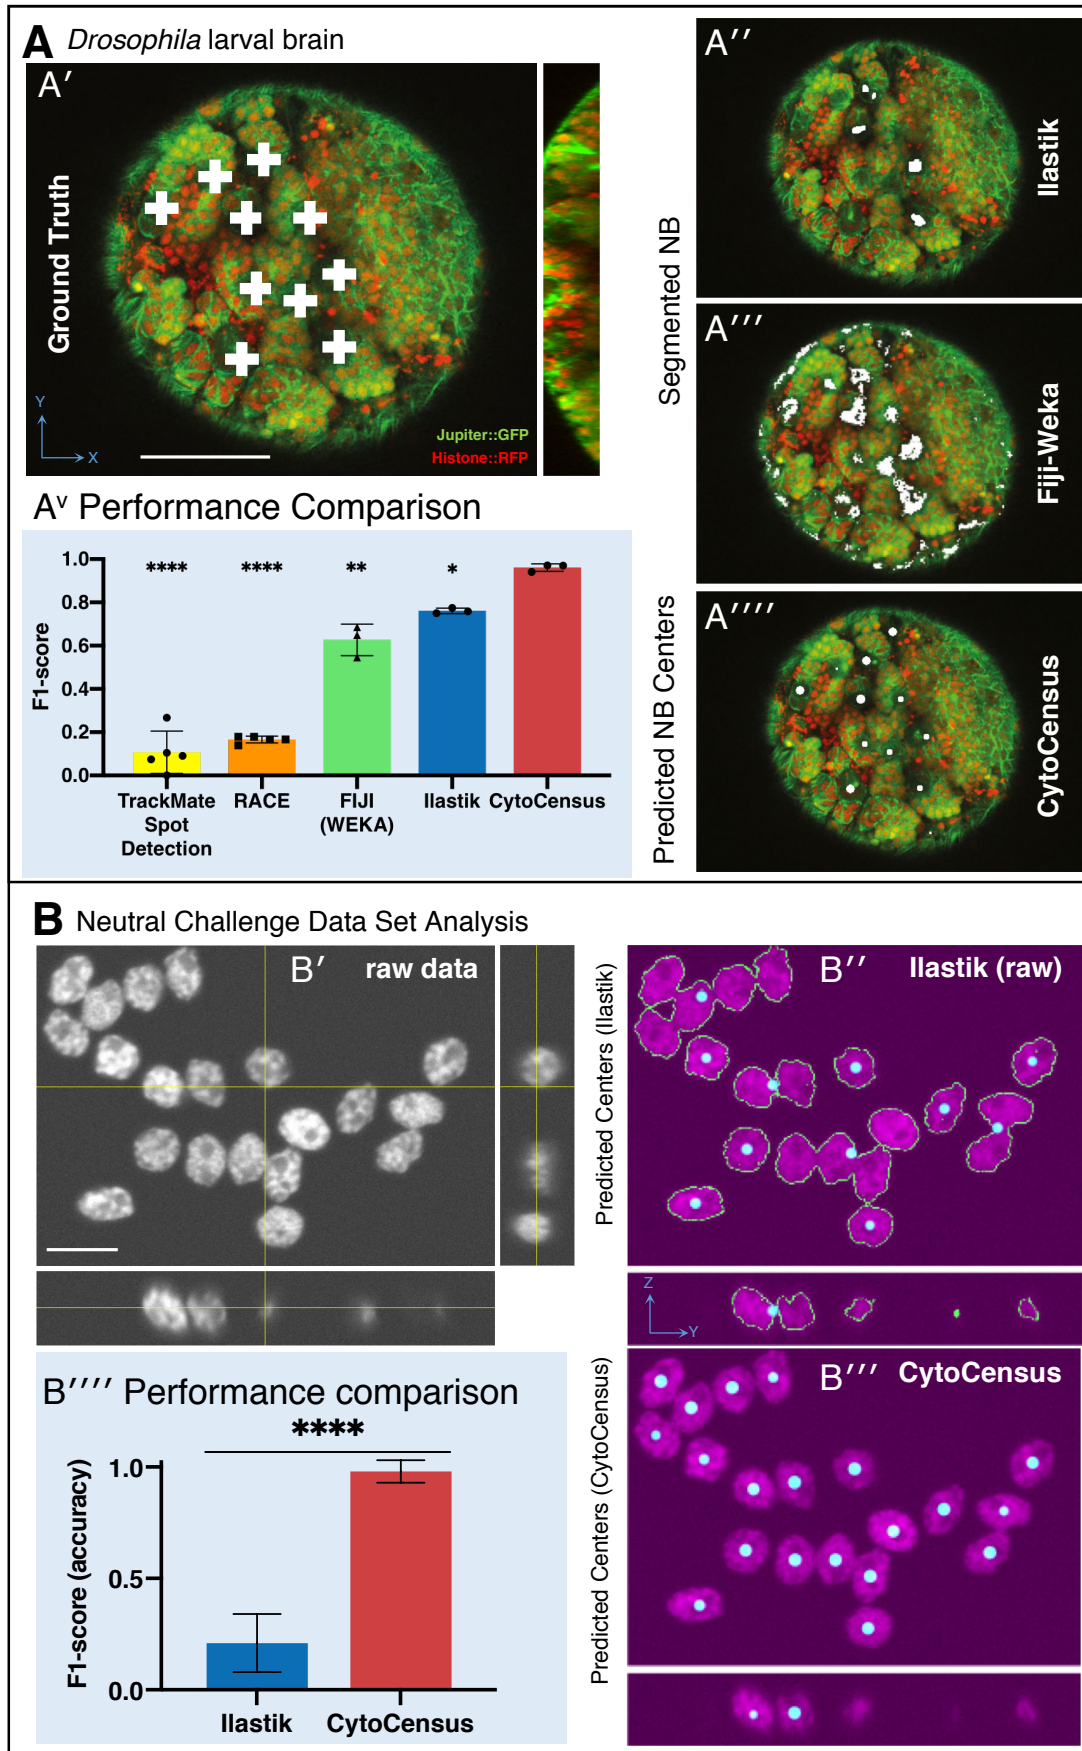 A Drosophila larval brain
A′
Ground Truth
Y
X
Jupiter::GFP
Histone::RFP
Segmented NB
A′′
Ilastik
A′′′
Fiji-Weka
Predicted NB Centers
A′′′′
CytoCensus
Aᵛ Performance Comparison
F1-score
1.0
0.8
0.6
0.4
0.2
0.0
****
****
**
*
TrackMate
Spot
Detection
RACE
FIJI
(WEKA)
Ilastik
CytoCensus
B Neutral Challenge Data Set Analysis
B′ raw data
Predicted Centers (Ilastik)
B′′ Ilastik (raw)
Z
Y
Predicted Centers (CytoCensus)
B′′′ CytoCensus
B′′′′ Performance comparison
****
F1-score (accuracy)
1.0
0.5
0.0
Ilastik
CytoCensus